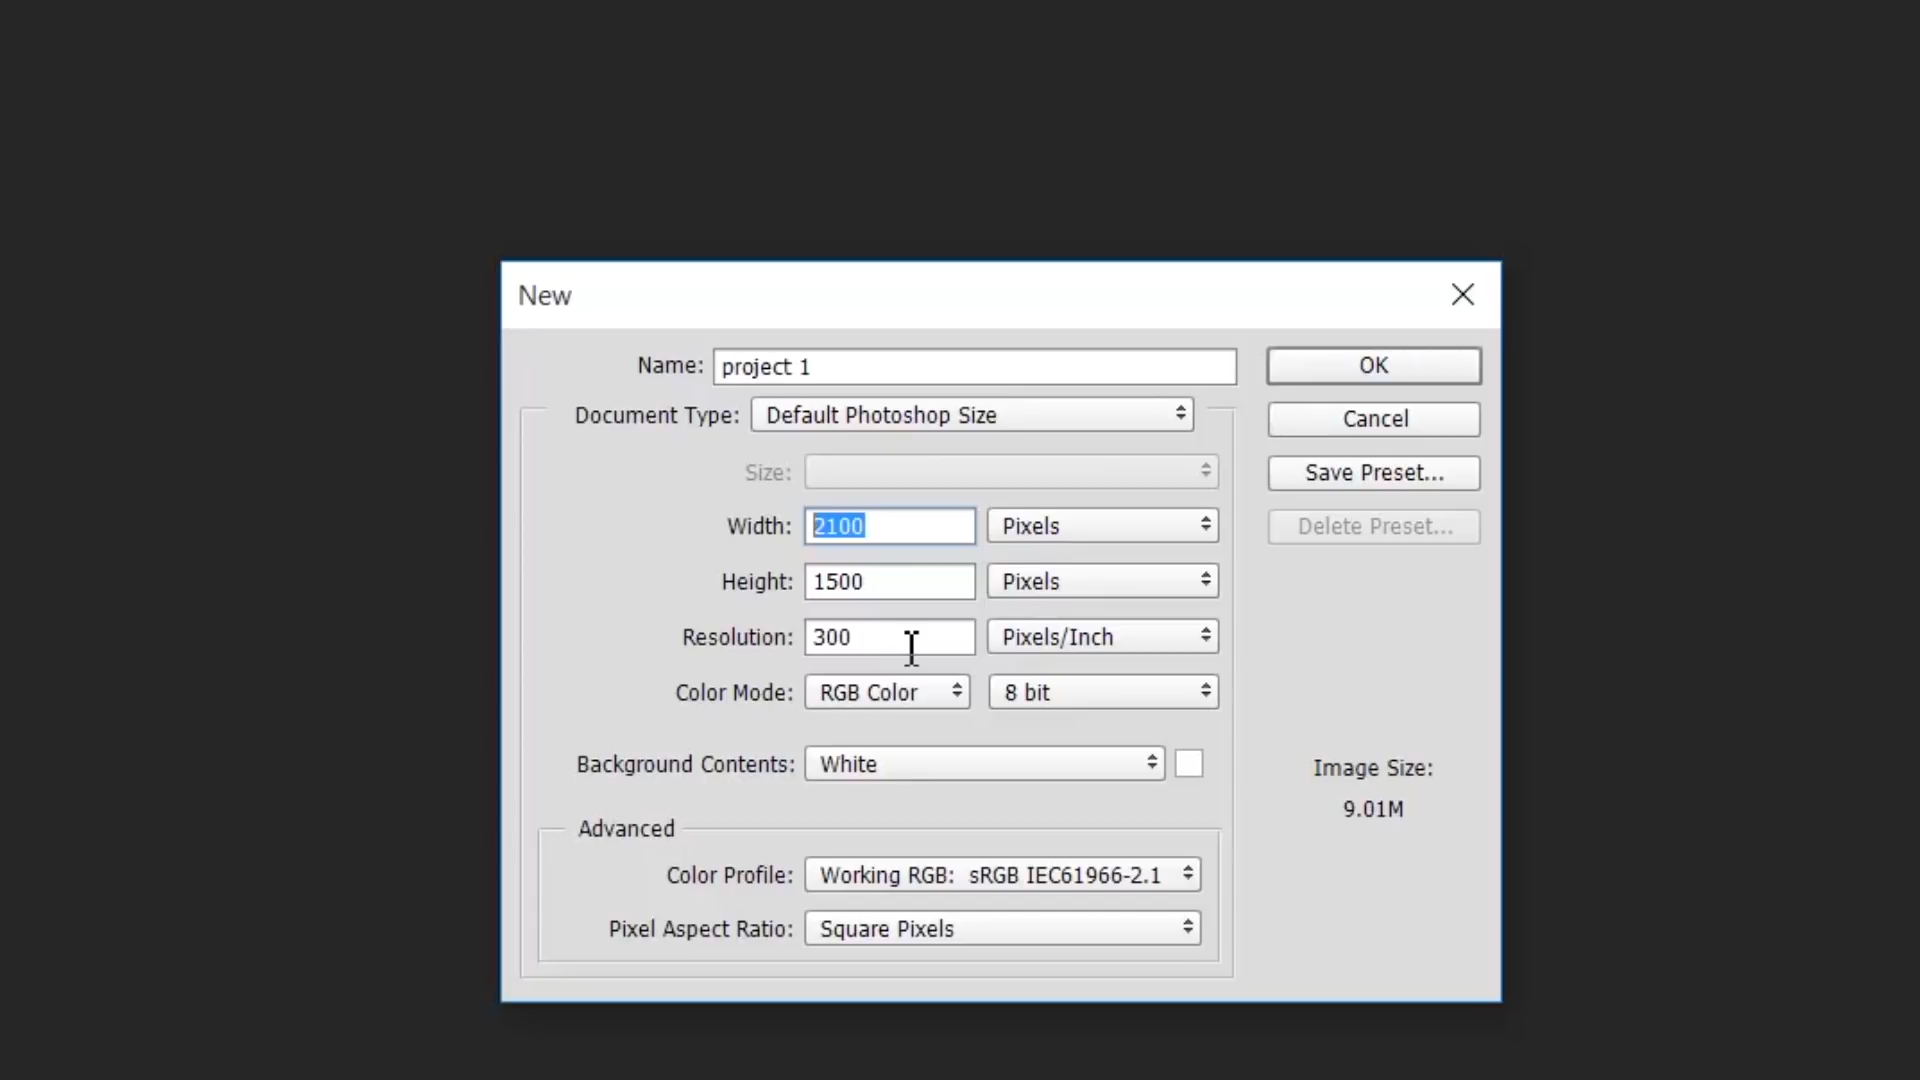 New
Name: project 1
OK
Document Type: Default Photoshop Size
Cancel
Size:
Save Preset...
Width: 2100 Pixels
Delete Preset...
Height: 1500 Pixels
Resolution: 300 Pixels/Inch
Color Mode: RGB Color 8 bit
Background Contents: White
Image Size:
9.01M
Advanced
Color Profile: Working RGB: sRGB IEC61966-2.1
Pixel Aspect Ratio: Square Pixels